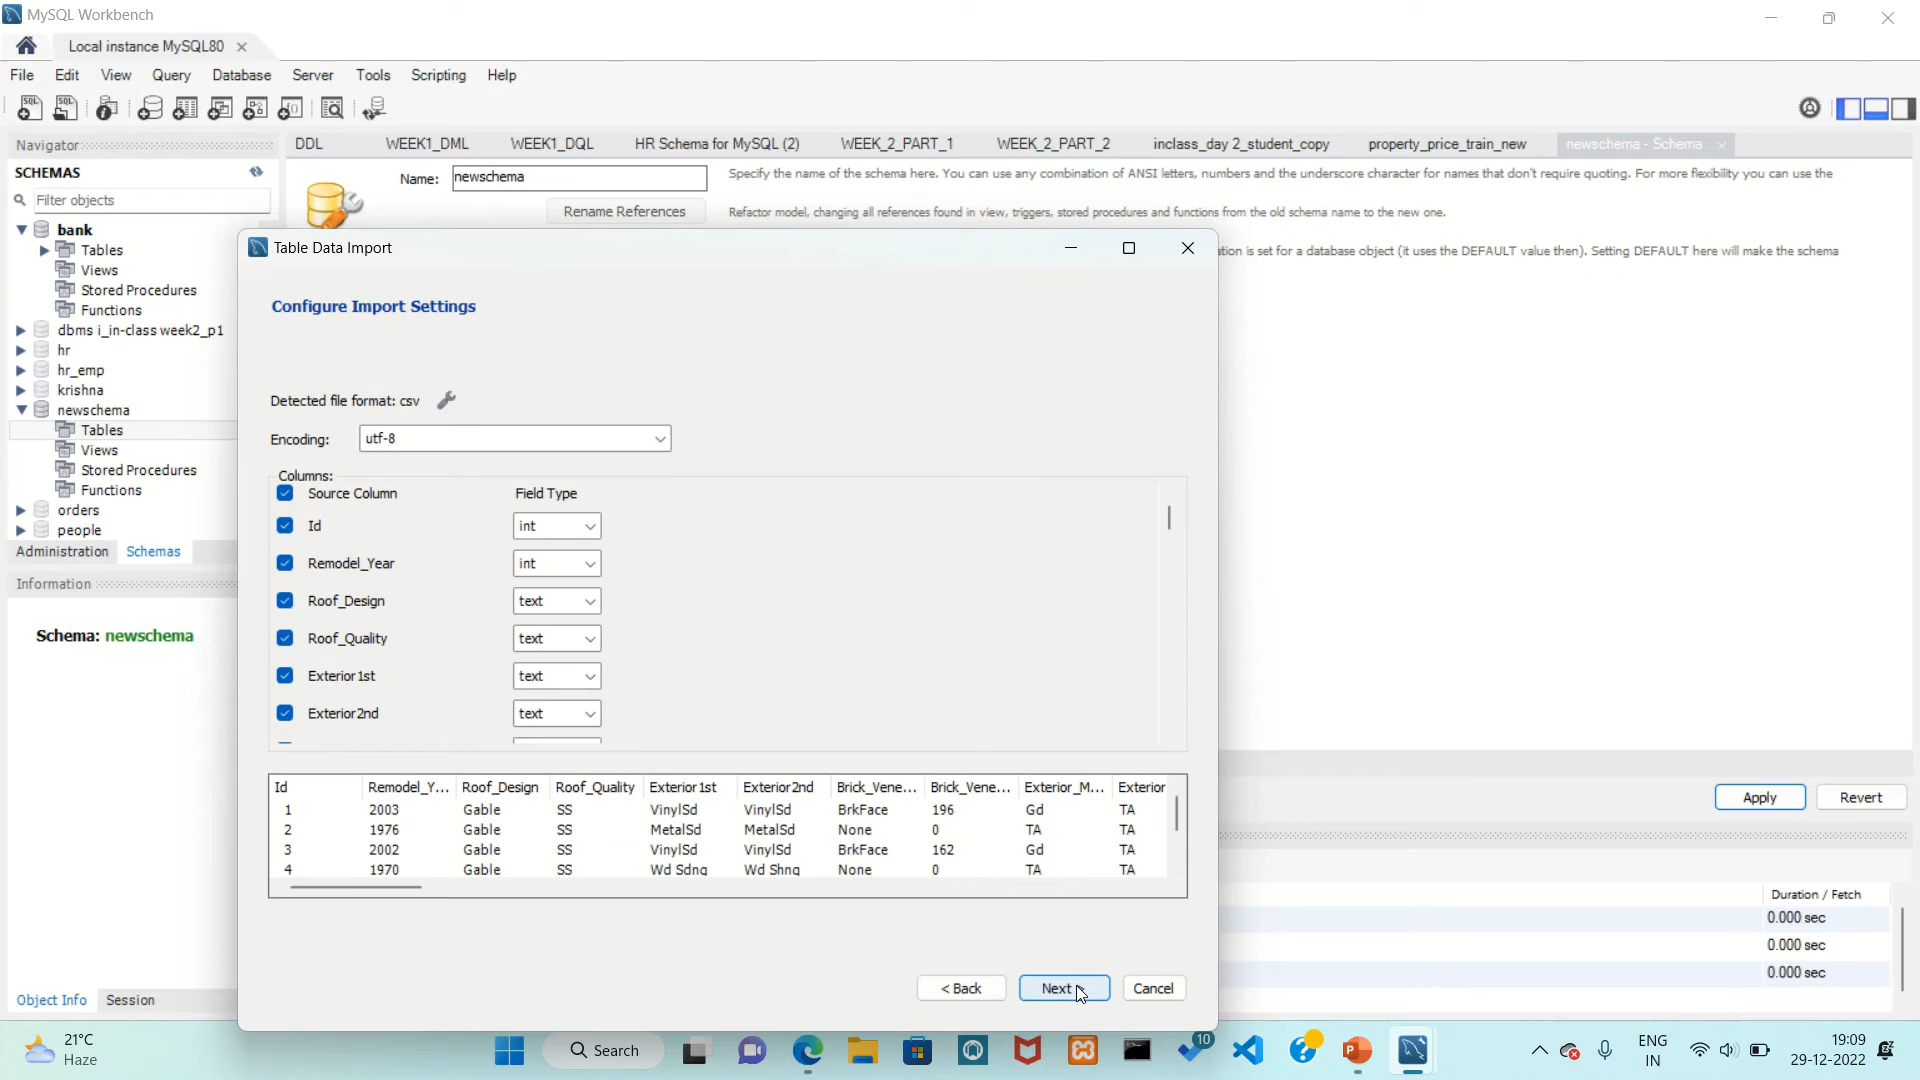 MySQL Workbench
Local instance MySQL80
File Edit View Query Database Server Tools Scripting Help
Navigator
SCHEMAS
Filter objects
bank
Tables
Views
Stored Procedures
Functions
dbms i_in-class week2_p1
hr
hr_emp
krishna
newschema
Tables
Views
Stored Procedures
Functions
orders
people
Administration Schemas
Information
Schema: newschema
Object Info Session
DDL WEEK1_DML WEEK1_DQL HR Schema for MySQL (2) WEEK_2_PART_1 WEEK_2_PART_2 inclass_day 2_student_copy property_price_train_new newschema - Schema
Name: newschema Specify the name of the schema here. You can use any combination of ANSI letters, numbers and the underscore character for names that don't require quoting. For more flexibility you can use the
Rename References Refactor model, changing all references found in view, triggers, stored procedures and functions from the old schema name to the new one.
ation is set for a database object (it uses the DEFAULT value then). Setting DEFAULT here will make the schema
Table Data Import
Configure Import Settings
Detected file format: csv
Encoding: utf-8
Columns:
Source Column Field Type
Id int
Remodel_Year int
Roof_Design text
Roof_Quality text
Exterior1st text
Exterior2nd text
Id Remodel_Y... Roof_Design Roof_Quality Exterior1st Exterior2nd Brick_Vene... Brick_Vene... Exterior_M... Exterior
1 2003 Gable SS VinylSd VinylSd BrkFace 196 Gd TA
2 1976 Gable SS MetalSd MetalSd None 0 TA TA
3 2002 Gable SS VinylSd VinylSd BrkFace 162 Gd TA
4 1970 Gable SS Wd Sdng Wd Shng None 0 TA TA
< Back Next Cancel
Apply Revert
Duration / Fetch
0.000 sec
0.000 sec
0.000 sec
21°C
Haze
Search
10
ENG
IN
19:09
29-12-2022